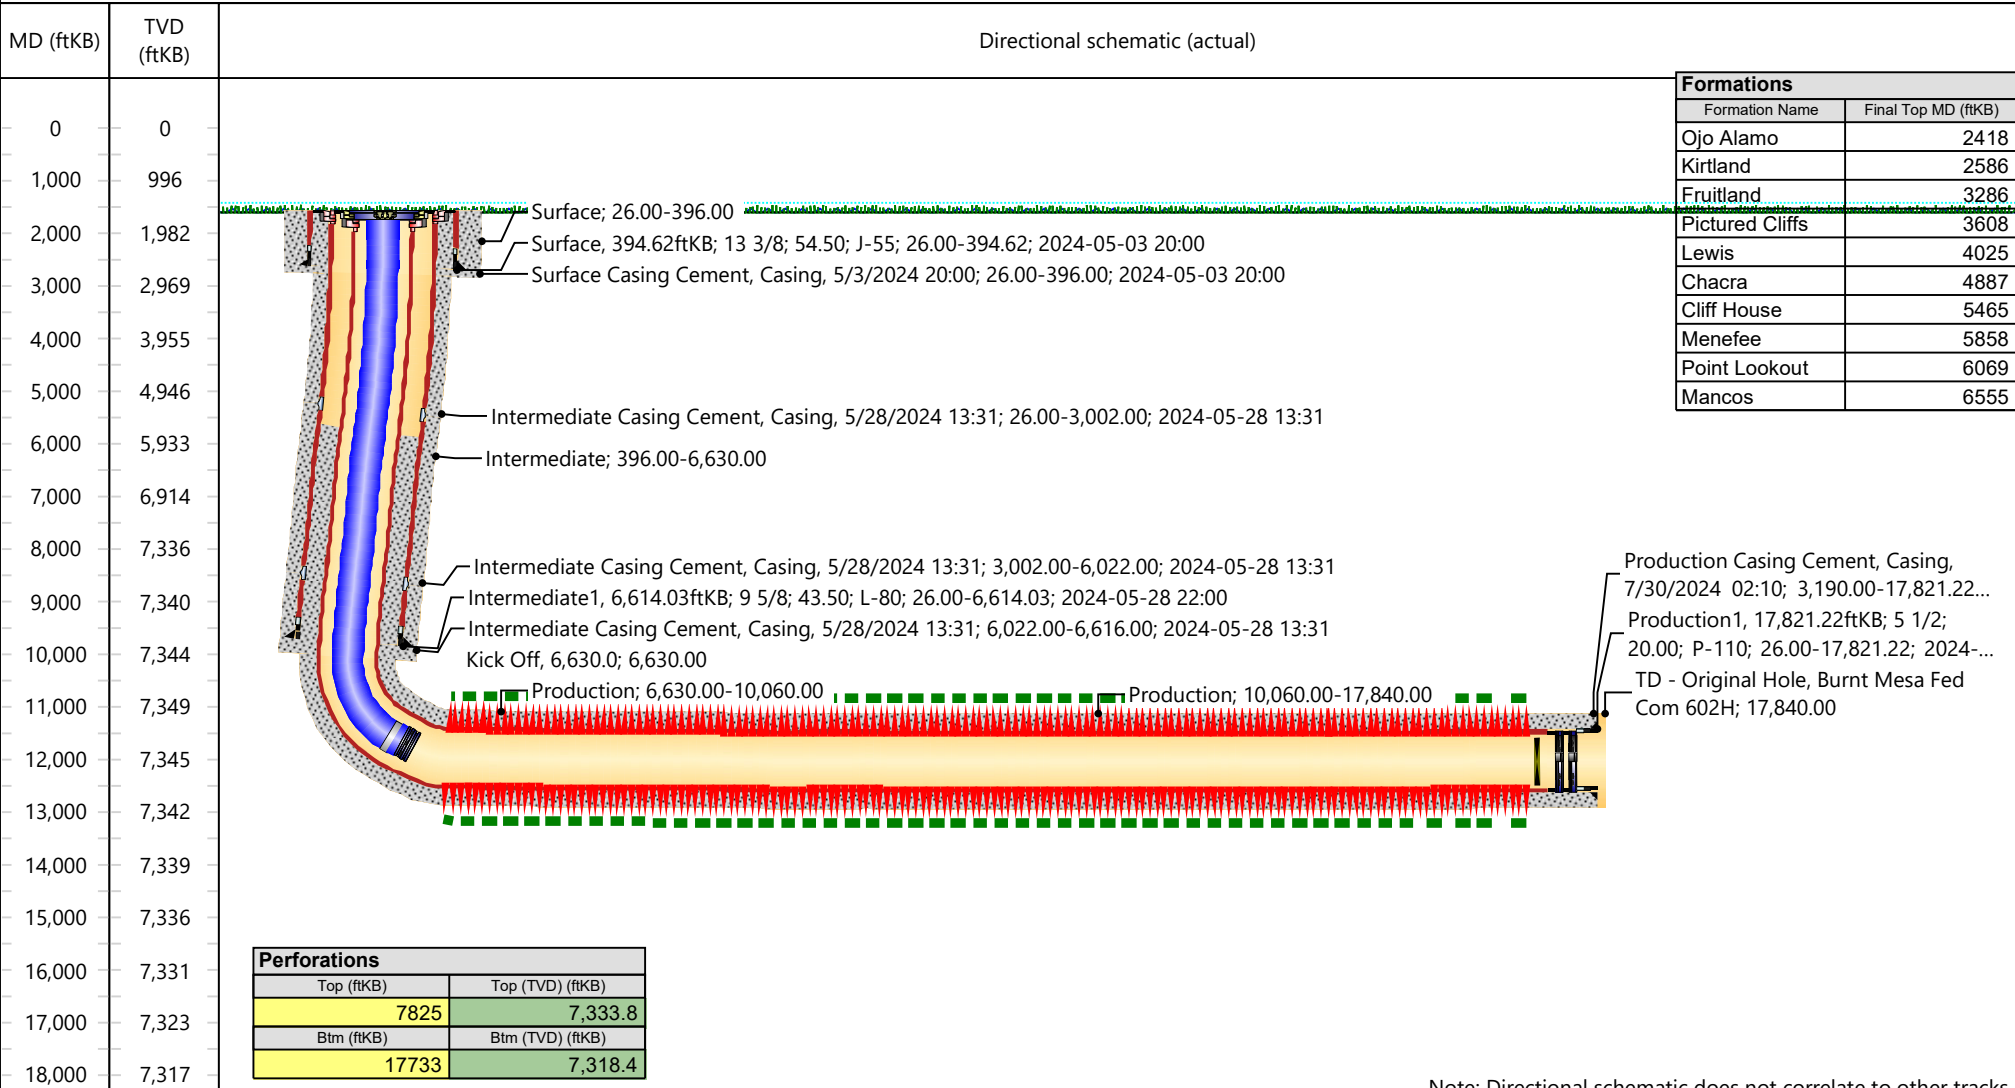 MD (ftKB)
TVD
(ftKB)
Directional schematic (actual)
0 0
1,000 996
2,000 1,982
3,000 2,969
4,000 3,955
5,000 4,946
6,000 5,933
7,000 6,914
8,000 7,336
9,000 7,340
10,000 7,344
11,000 7,349
12,000 7,345
13,000 7,342
14,000 7,339
15,000 7,336
16,000 7,331
17,000 7,323
18,000 7,317
Formations
Formation Name Final Top MD (ftKB)
Ojo Alamo 2418
Kirtland 2586
Fruitland 3286
Pictured Cliffs 3608
Lewis 4025
Chacra 4887
Cliff House 5465
Menefee 5858
Point Lookout 6069
Mancos 6555
Surface; 26.00-396.00
Surface, 394.62ftKB; 13 3/8; 54.50; J-55; 26.00-394.62; 2024-05-03 20:00
Surface Casing Cement, Casing, 5/3/2024 20:00; 26.00-396.00; 2024-05-03 20:00
Intermediate Casing Cement, Casing, 5/28/2024 13:31; 26.00-3,002.00; 2024-05-28 13:31
Intermediate; 396.00-6,630.00
Intermediate Casing Cement, Casing, 5/28/2024 13:31; 3,002.00-6,022.00; 2024-05-28 13:31
Intermediate1, 6,614.03ftKB; 9 5/8; 43.50; L-80; 26.00-6,614.03; 2024-05-28 22:00
Intermediate Casing Cement, Casing, 5/28/2024 13:31; 6,022.00-6,616.00; 2024-05-28 13:31
Kick Off, 6,630.0; 6,630.00
Production; 6,630.00-10,060.00
Production; 10,060.00-17,840.00
Production Casing Cement, Casing,
7/30/2024 02:10; 3,190.00-17,821.22...
Production1, 17,821.22ftKB; 5 1/2;
20.00; P-110; 26.00-17,821.22; 2024-...
TD - Original Hole, Burnt Mesa Fed
Com 602H; 17,840.00
Perforations
Top (ftKB) Top (TVD) (ftKB)
7825 7,333.8
Btm (ftKB) Btm (TVD) (ftKB)
17733 7,318.4
Note: Directional schematic does not correlate to other tracks